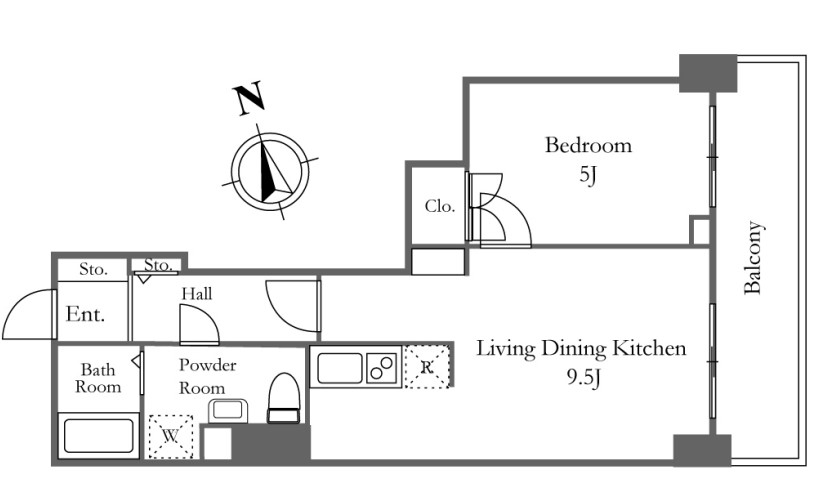 N
Bedroom
5J
Clo.
Balcony
Sto.
Sto.
Hall
Ent.
Living Dining Kitchen
9.5J
Bath
Room
Powder
Room
R
W